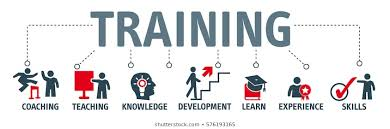 TRAINING
COACHING TEACHING KNOWLEDGE DEVELOPMENT LEARN EXPERIENCE SKILLS
shutterstock.com • 576193165